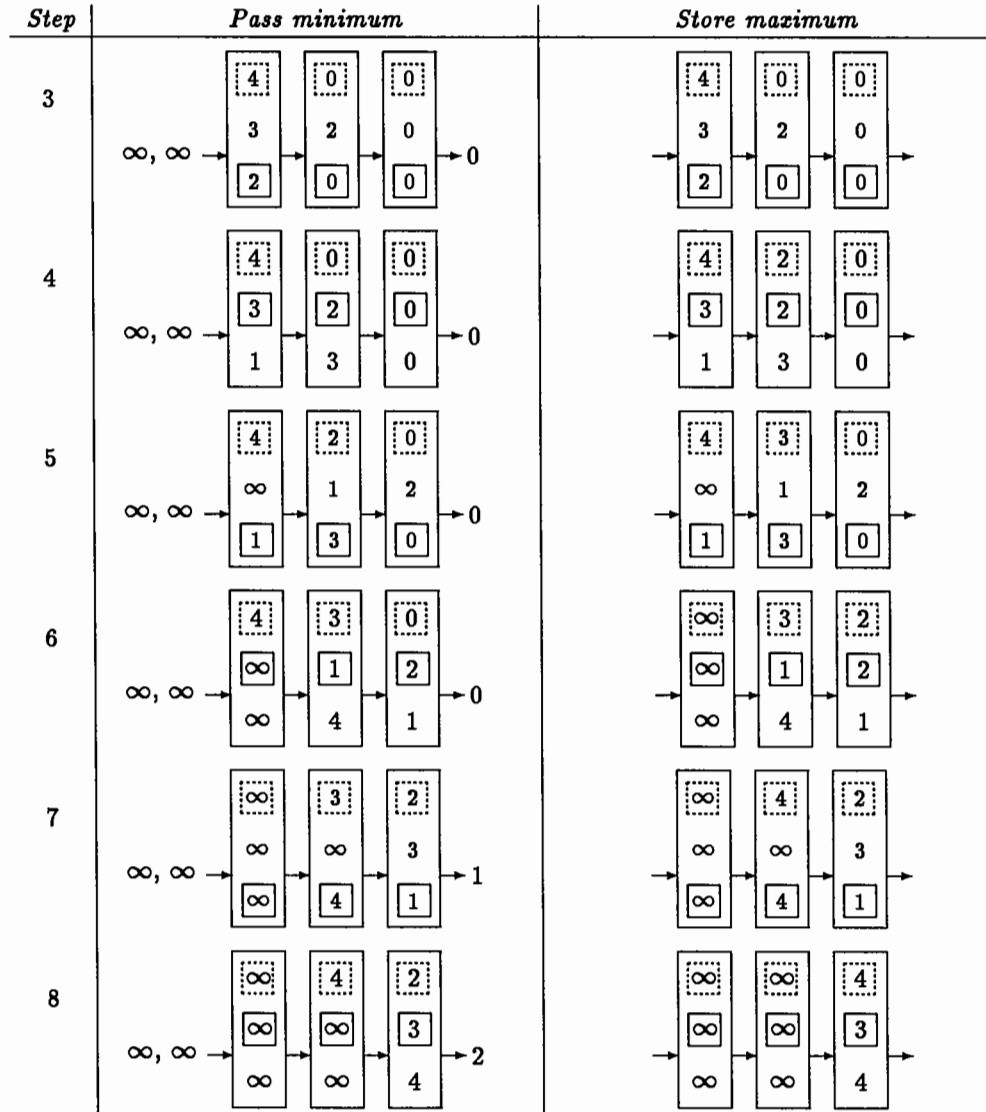 Step Pass minimum Store maximum
4 0 0 4 0 0
3
3 2 0 3 2 0
∞, ∞ 0
2 0 0 2 0 0
4 0 0 4 2 0
4
3 2 0 3 2 0
∞, ∞ 0
1 3 0 1 3 0
4 2 0 4 3 0
5
∞ 1 2 ∞ 1 2
∞, ∞ 0
1 3 0 1 3 0
4 3 0 ∞ 3 2
6
∞ 1 2 ∞ 1 2
∞, ∞ 0
∞ 4 1 ∞ 4 1
∞ 3 2 ∞ 4 2
7
∞ ∞ 3 ∞ ∞ 3
∞, ∞ 1
∞ 4 1 ∞ 4 1
∞ 4 2 ∞ ∞ 4
8
∞ ∞ 3 ∞ ∞ 3
∞, ∞ 2
∞ ∞ 4 ∞ ∞ 4